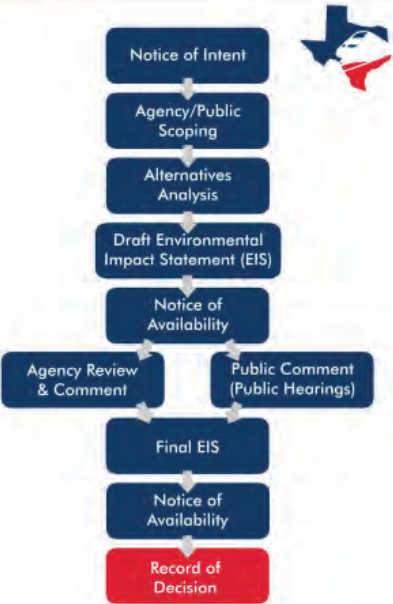 Notice of Intent
Agency/Public
Scoping
Alternatives
Analysis
Draft Environmental
Impact Statement (EIS)
Notice of
Availability
Agency Review
& Comment
Public Comment
(Public Hearings)
Final EIS
Notice of
Availability
Record of
Decision